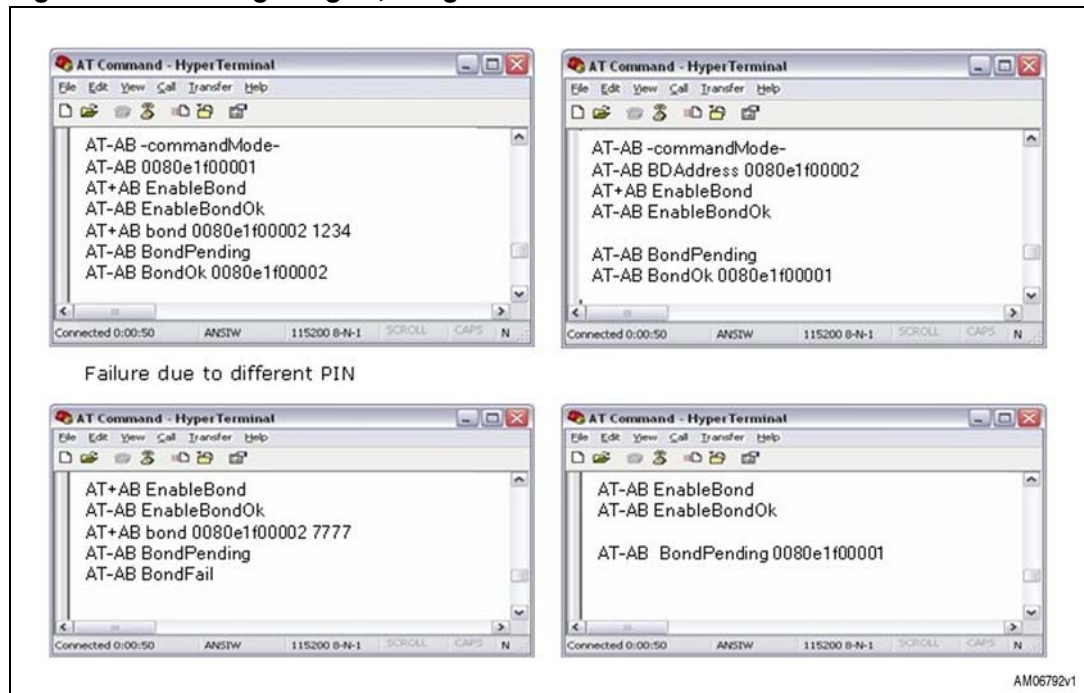 AT Command - HyperTerminal
File Edit View Call Transfer Help
AT-AB -commandMode-
AT-AB 0080e1f00001
AT+AB EnableBond
AT-AB EnableBondOk
AT+AB bond 0080e1f00002 1234
AT-AB BondPending
AT-AB BondOk 0080e1f00002
Connected 0:00:50 ANSIW 115200 8-N-1 SCROLL CAPS N
AT Command - HyperTerminal
File Edit View Call Transfer Help
AT-AB -commandMode-
AT-AB BDAddress 0080e1f00002
AT+AB EnableBond
AT-AB EnableBondOk
AT-AB BondPending
AT-AB BondOk 0080e1f00001
Connected 0:00:50 ANSIW 115200 8-N-1 SCROLL CAPS N
Failure due to different PIN
AT Command - HyperTerminal
File Edit View Call Transfer Help
AT+AB EnableBond
AT-AB EnableBondOk
AT+AB bond 0080e1f00002 7777
AT-AB BondPending
AT-AB BondFail
Connected 0:00:50 ANSIW 115200 8-N-1 SCROLL CAPS N
AT Command - HyperTerminal
File Edit View Call Transfer Help
AT-AB EnableBond
AT-AB EnableBondOk
AT-AB BondPending 0080e1f00001
Connected 0:00:50 ANSIW 115200 8-N-1 SCROLL CAPS N
AM06792v1